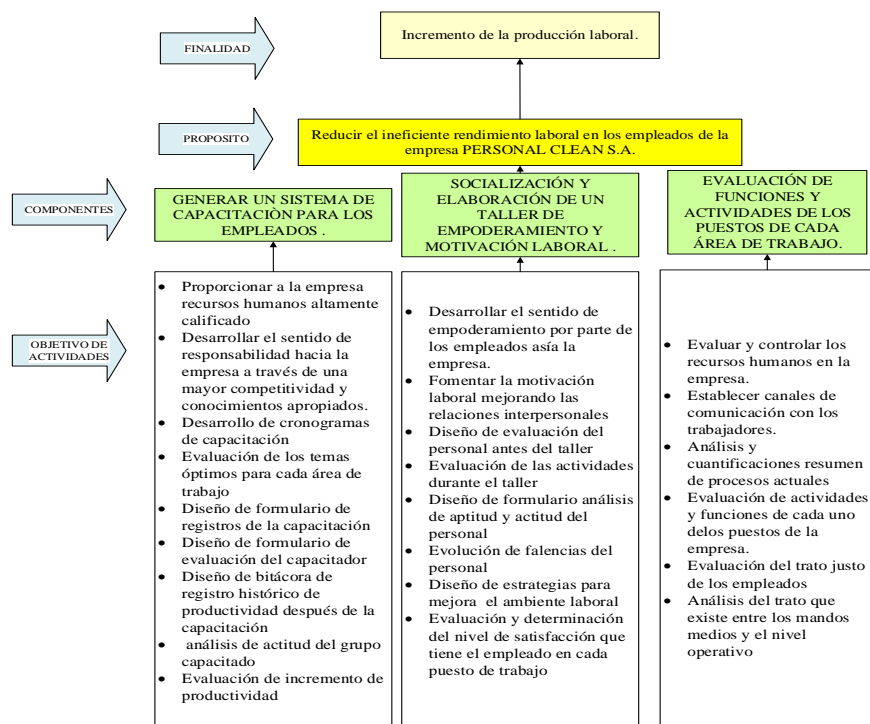 FINALIDAD
Incremento de la producción laboral.
PROPOSITO
Reducir el ineficiente rendimiento laboral en los empleados de la
empresa PERSONAL CLEAN S.A.
COMPONENTES
GENERAR UN SISTEMA DE
CAPACITACIÒN PARA LOS
EMPLEADOS .
SOCIALIZACIÓN Y
ELABORACIÓN DE UN
TALLER DE
EMPODERAMIENTO Y
MOTIVACIÓN LABORAL .
EVALUACIÓN DE
FUNCIONES Y
ACTIVIDADES DE LOS
PUESTOS DE CADA
ÁREA DE TRABAJO.
OBJETIVO DE
ACTIVIDADES
• Proporcionar a la empresa
recursos humanos altamente
calificado
• Desarrollar el sentido de
responsabilidad hacia la
empresa a través de una
mayor competitividad y
conocimientos apropiados.
• Desarrollo de cronogramas
de capacitación
• Evaluación de los temas
óptimos para cada área de
trabajo
• Diseño de formulario de
registros de la capacitación
• Diseño de formulario de
evaluación del capacitador
• Diseño de bitácora de
registro histórico de
productividad después de la
capacitación
• análisis de actitud del grupo
capacitado
• Evaluación de incremento de
productividad
• Desarrollar el sentido de
empoderamiento por parte de
los empleados asía la
empresa.
• Fomentar la motivación
laboral mejorando las
relaciones interpersonales
• Diseño de evaluación del
personal antes del taller
• Evaluación de las actividades
durante el taller
• Diseño de formulario análisis
de aptitud y actitud del
personal
• Evolución de falencias del
personal
• Diseño de estrategias para
mejora el ambiente laboral
• Evaluación y determinación
del nivel de satisfacción que
tiene el empleado en cada
puesto de trabajo
• Evaluar y controlar los
recursos humanos en la
empresa.
• Establecer canales de
comunicación con los
trabajadores.
• Análisis y
cuantificaciones resumen
de procesos actuales
• Evaluación de actividades
y funciones de cada uno
delos puestos de la
empresa.
• Evaluación del trato justo
de los empleados
• Análisis del trato que
existe entre los mandos
medios y el nivel
operativo